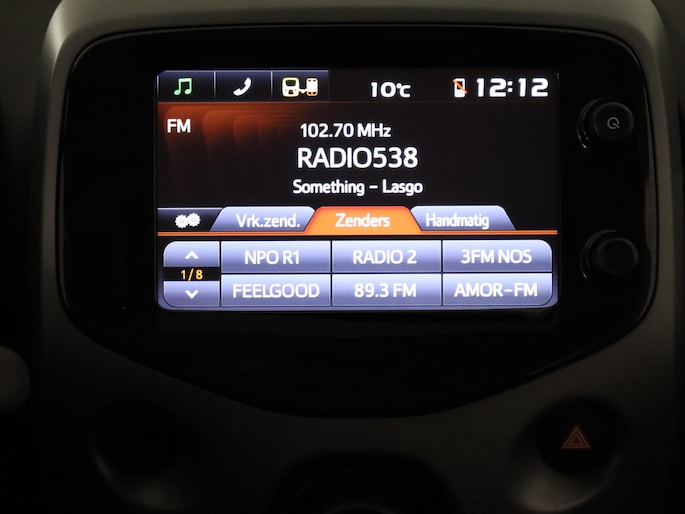 10°C 12:12
FM
102.70 MHz
RADIO538
Something - Lasgo
Vrk.zend. Zenders Handmatig
NPO R1 RADIO 2 3FM NOS
1/8
FEELGOOD 89.3 FM AMOR-FM